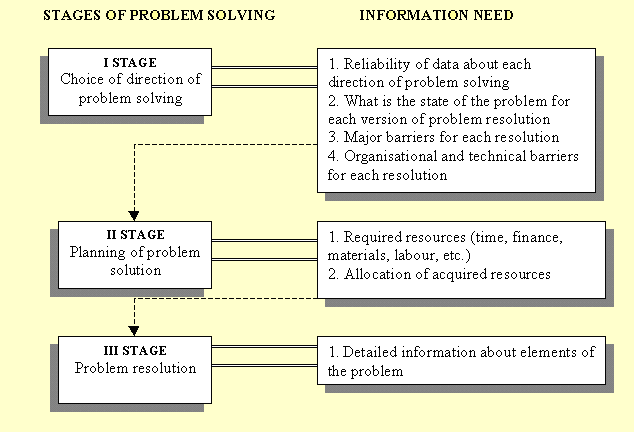 STAGES OF PROBLEM SOLVING
INFORMATION NEED
I STAGE
Choice of direction of
problem solving
1. Reliability of data about each
direction of problem solving
2. What is the state of the problem for
each version of problem resolution
3. Major barriers for each resolution
4. Organisational and technical barriers
for each resolution
II STAGE
Planning of problem
solution
1. Required resources (time, finance,
materials, labour, etc.)
2. Allocation of acquired resources
III STAGE
Problem resolution
1. Detailed information about elements of
the problem